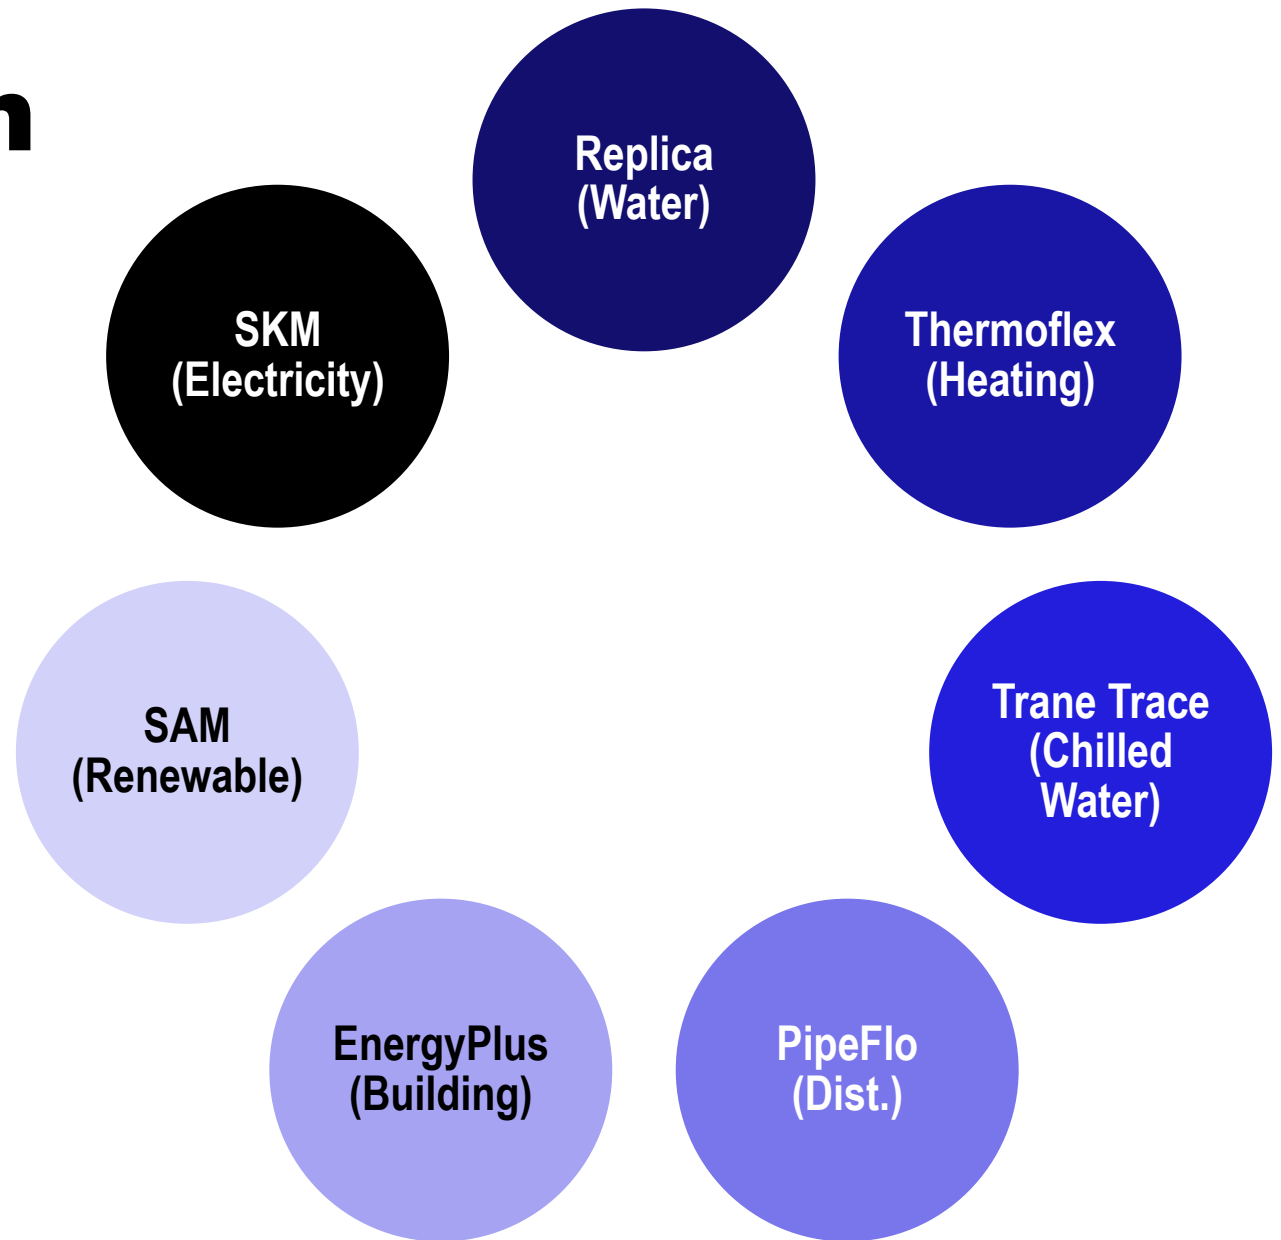 Replica
(Water)
Thermoflex
(Heating)
Trane Trace
(Chilled
Water)
PipeFlo
(Dist.)
EnergyPlus
(Building)
SAM
(Renewable)
SKM
(Electricity)